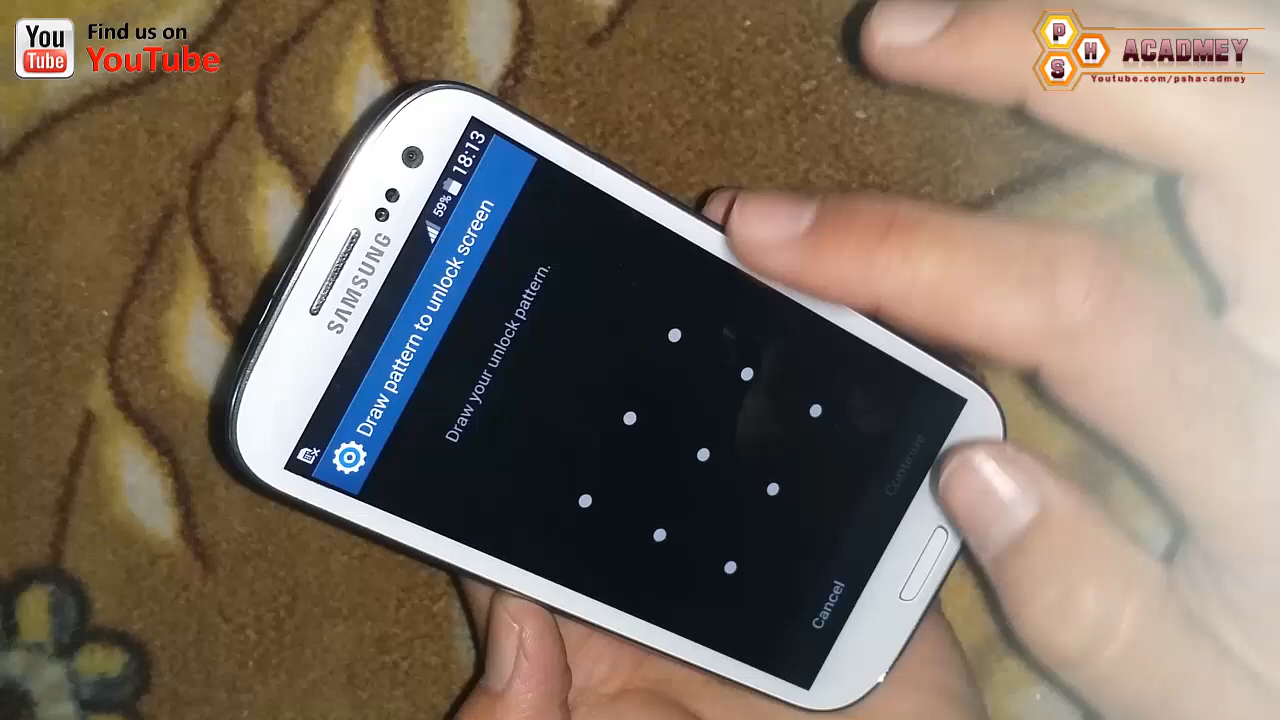 You
Tube
Find us on
YouTube
P
H
S
ACADMEY
Youtube.com/pshacadmey
SAMSUNG
59% 18:13
Draw pattern to unlock screen
Draw your unlock pattern.
Cancel
Continue